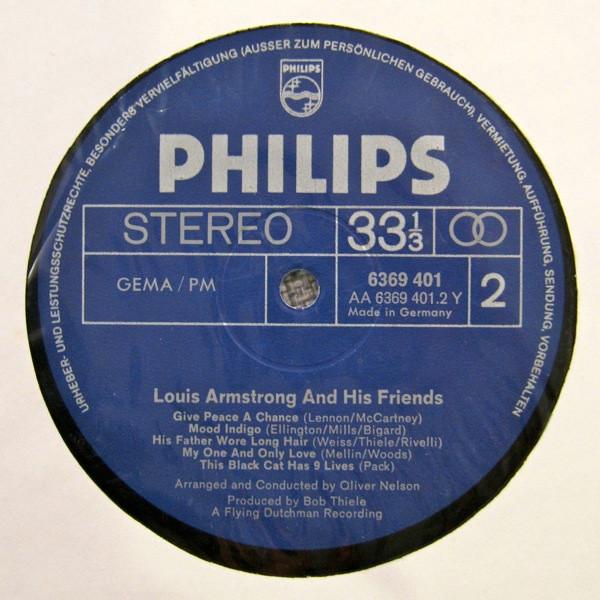 URHEBER- UND LEISTUNGSSCHUTZRECHTE, BESONDERS VERVIELFÄLTIGUNG (AUSSER ZUM PERSÖNLICHEN GEBRAUCH), VERMIETUNG, AUFFÜHRUNG, SENDUNG, VORBEHALTEN
PHILIPS
PHILIPS
STEREO 33 1/3
GEMA / PM 6369 401 2
AA 6369 401.2 Y
Made in Germany
Louis Armstrong And His Friends
Give Peace A Chance (Lennon/McCartney)
Mood Indigo (Ellington/Mills/Bigard)
His Father Wore Long Hair (Weiss/Thiele/Rivelli)
My One And Only Love (Mellin/Woods)
This Black Cat Has 9 Lives (Pack)
Arranged and Conducted by Oliver Nelson
Produced by Bob Thiele
A Flying Dutchman Recording